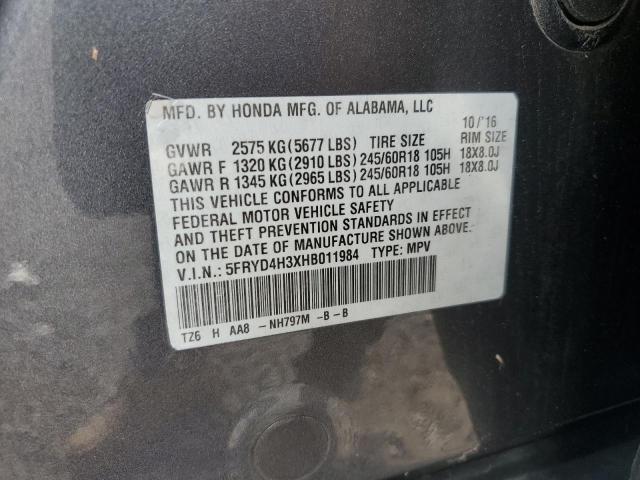 MFD. BY HONDA MFG. OF ALABAMA, LLC
10/'16
GVWR 2575 KG(5677 LBS) TIRE SIZE RIM SIZE
GAWR F 1320 KG(2910 LBS)245/60R18 105H 18X8.0J
GAWR R 1345 KG(2965 LBS)245/60R18 105H 18X8.0J
THIS VEHICLE CONFORMS TO ALL APPLICABLE
FEDERAL MOTOR VEHICLE SAFETY
AND THEFT PREVENTION STANDARDS IN EFFECT
ON THE DATE OF MANUFACTURE SHOWN ABOVE.
V.I.N.: 5FRYD4H3XHB011984 TYPE: MPV
TZ6 H AA8 -NH797M -B -B